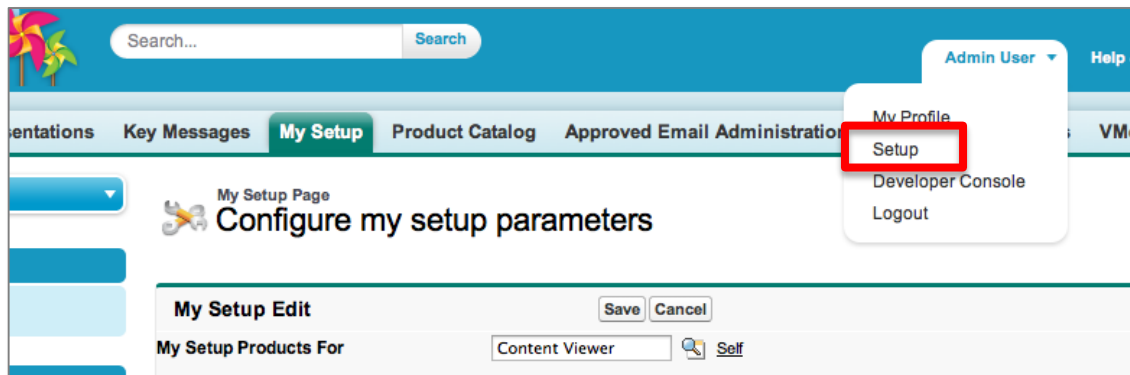 Search... Search
Admin User Help
sentations Key Messages My Setup Product Catalog Approved Email Administration
My Profile
Setup
Developer Console
Logout
My Setup Page
Configure my setup parameters
My Setup Edit Save Cancel
My Setup Products For Content Viewer Self